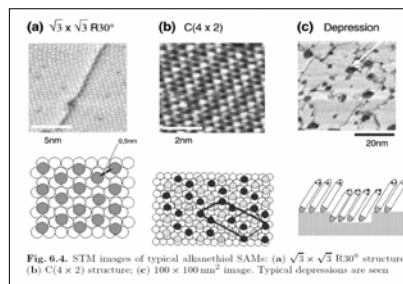 (a) √3 x √3 R30°
(b) C(4 x 2)
(c) Depression
5nm
2nm
20nm
0.5nm
Fig. 6.4. STM images of typical alksnethiol SAMs: (a) √3 × √3 R30° structure
(b) C(4 × 2) structure; (c) 100 × 100 nm² image. Typical depressions are seen